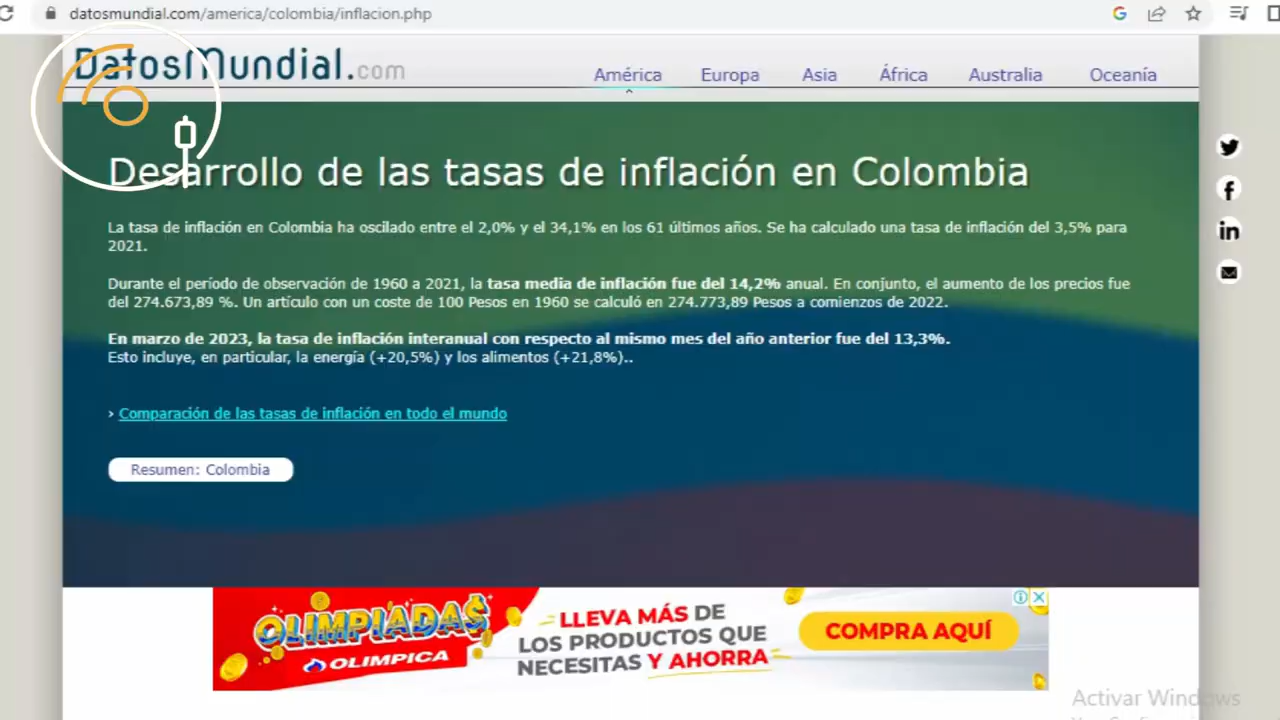 datosmundial.com/america/colombia/inflacion.php
DatosMundial.com
América Europa Asia África Australia Oceanía
Desarrollo de las tasas de inflación en Colombia
La tasa de inflación en Colombia ha oscilado entre el 2,0% y el 34,1% en los 61 últimos años. Se ha calculado una tasa de inflación del 3,5% para
2021.
Durante el período de observación de 1960 a 2021, la tasa media de inflación fue del 14,2% anual. En conjunto, el aumento de los precios fue
del 274.673,89 %. Un artículo con un coste de 100 Pesos en 1960 se calculó en 274.773,89 Pesos a comienzos de 2022.
En marzo de 2023, la tasa de inflación interanual con respecto al mismo mes del año anterior fue del 13,3%.
Esto incluye, en particular, la energía (+20,5%) y los alimentos (+21,8%)..
› Comparación de las tasas de inflación en todo el mundo
Resumen: Colombia
OLIMPIADAS
OLIMPICA
LLEVA MÁS DE
LOS PRODUCTOS QUE
NECESITAS Y AHORRA
COMPRA AQUÍ
Activar Windows